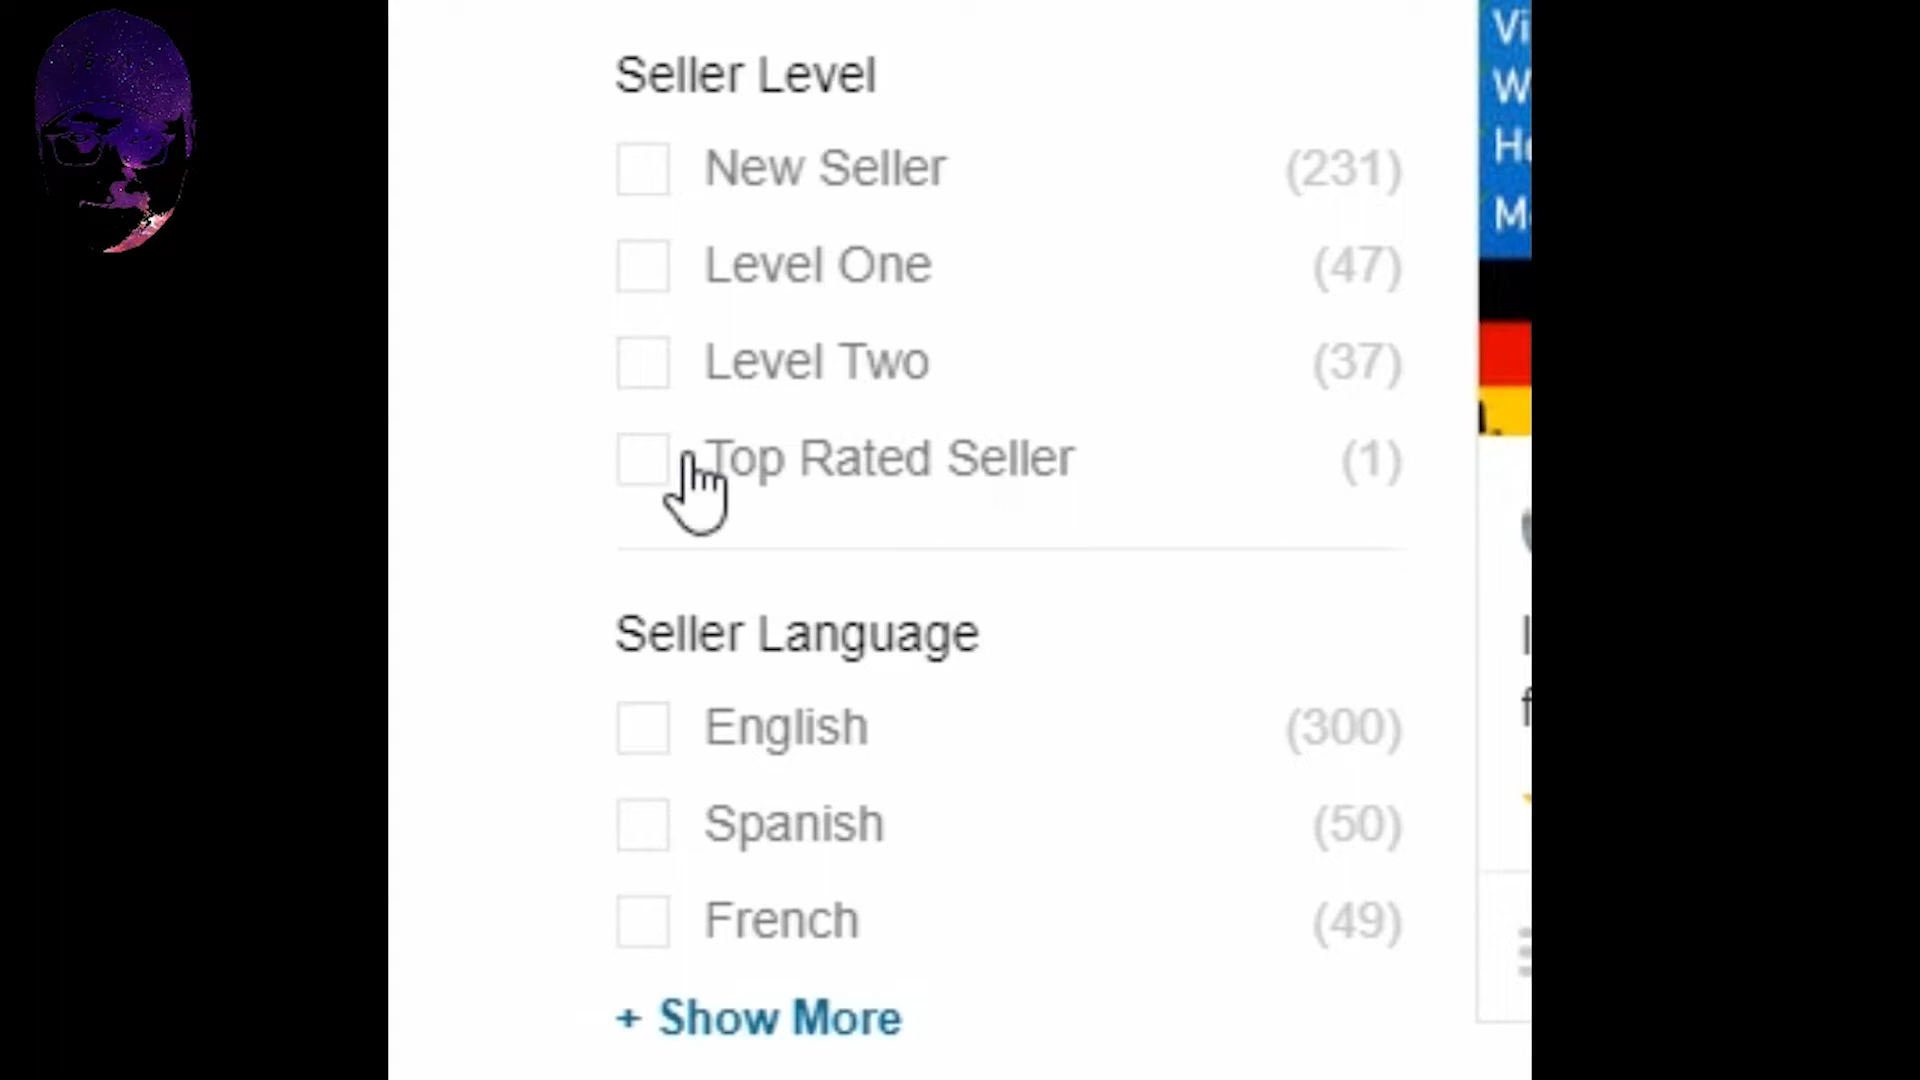 Seller Level
New Seller (231)
Level One (47)
Level Two (37)
Top Rated Seller (1)
Seller Language
English (300)
Spanish (50)
French (49)
+ Show More